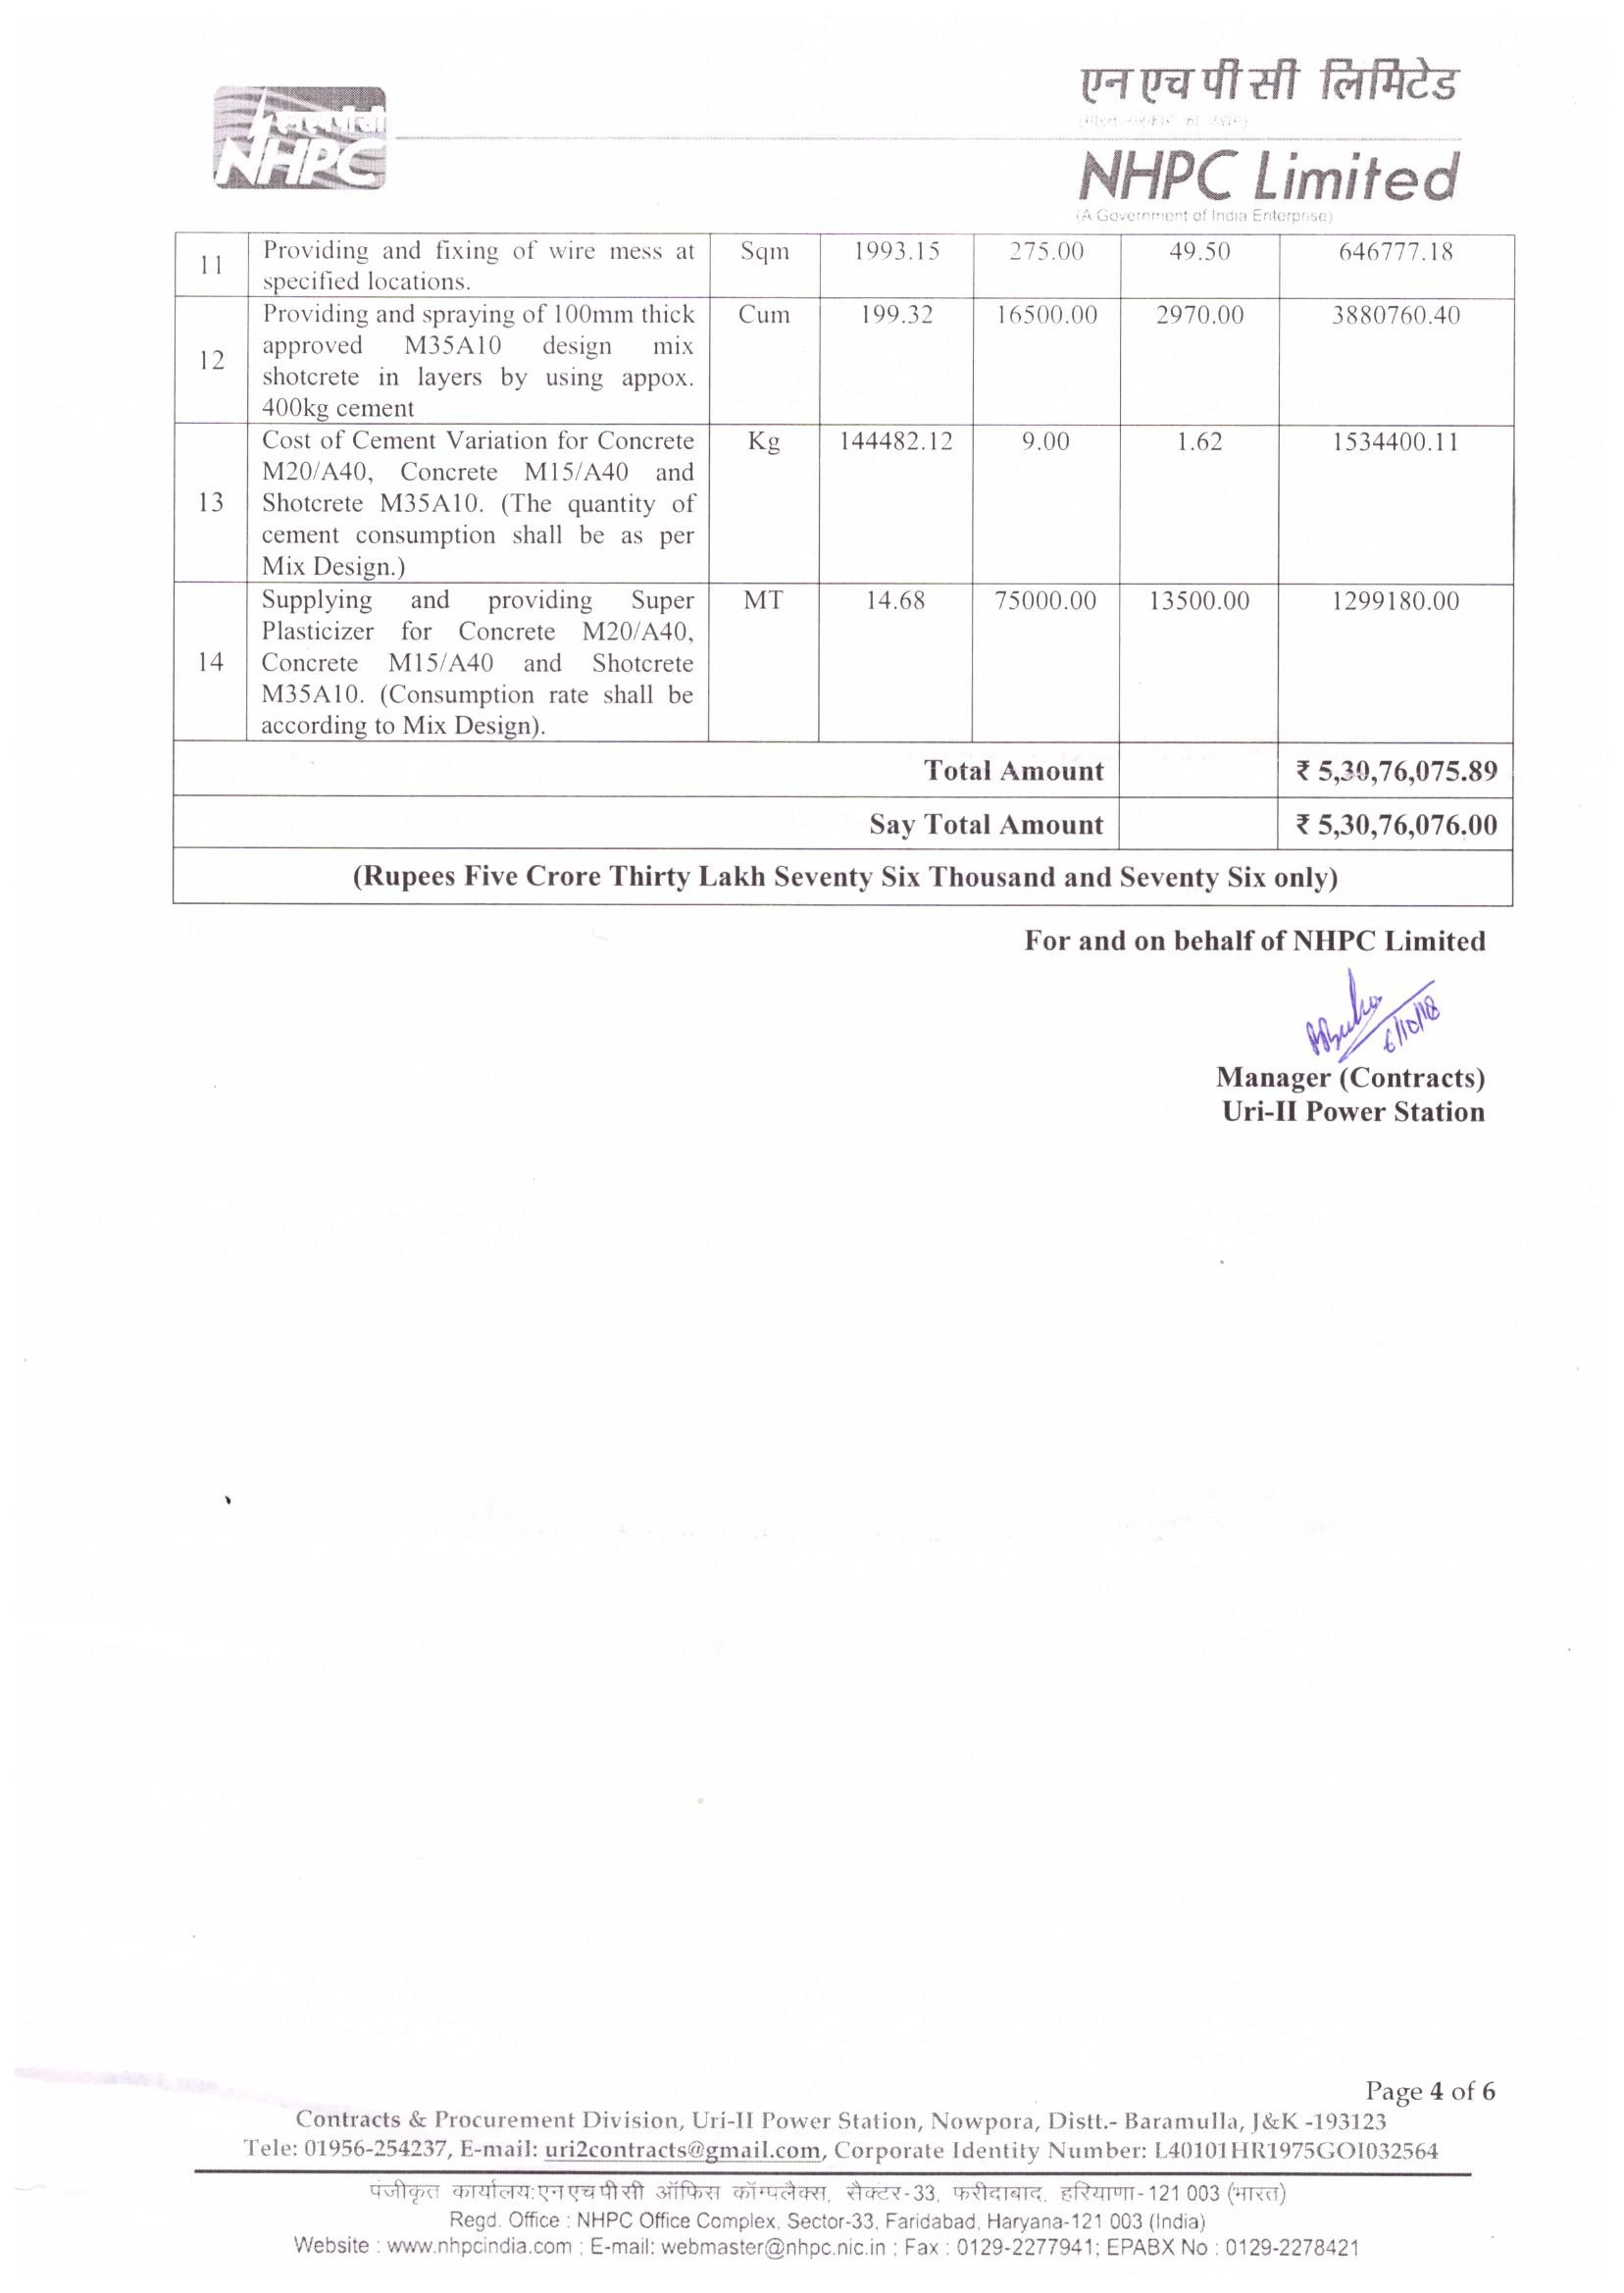 एन एच पी सी लिमिटेड
NHPC
NHPC Limited
(A Government of India Enterprise)
11 Providing and fixing of wire mess at Sqm 1993.15 275.00 49.50 646777.18
specified locations.
12 Providing and spraying of 100mm thick Cum 199.32 16500.00 2970.00 3880760.40
approved M35A10 design mix
shotcrete in layers by using appox.
400kg cement
13 Cost of Cement Variation for Concrete Kg 144482.12 9.00 1.62 1534400.11
M20/A40, Concrete M15/A40 and
Shotcrete M35A10. (The quantity of
cement consumption shall be as per
Mix Design.)
14 Supplying and providing Super MT 14.68 75000.00 13500.00 1299180.00
Plasticizer for Concrete M20/A40,
Concrete M15/A40 and Shotcrete
M35A10. (Consumption rate shall be
according to Mix Design).
Total Amount ₹ 5,30,76,075.89
Say Total Amount ₹ 5,30,76,076.00
(Rupees Five Crore Thirty Lakh Seventy Six Thousand and Seventy Six only)
For and on behalf of NHPC Limited
6/10/18
Manager (Contracts)
Uri-II Power Station
Page 4 of 6
Contracts & Procurement Division, Uri-II Power Station, Nowpora, Distt.- Baramulla, J&K -193123
Tele: 01956-254237, E-mail: uri2contracts@gmail.com, Corporate Identity Number: L40101HR1975GOI032564
पंजीकृत कार्यालय:एन एच पी सी ऑफिस कॉम्पलैक्स, सैक्टर-33, फरीदाबाद, हरियाणा-121 003 (भारत)
Regd. Office : NHPC Office Complex, Sector-33, Faridabad, Haryana-121 003 (India)
Website : www.nhpcindia.com ; E-mail: webmaster@nhpc.nic.in ; Fax : 0129-2277941; EPABX No : 0129-2278421